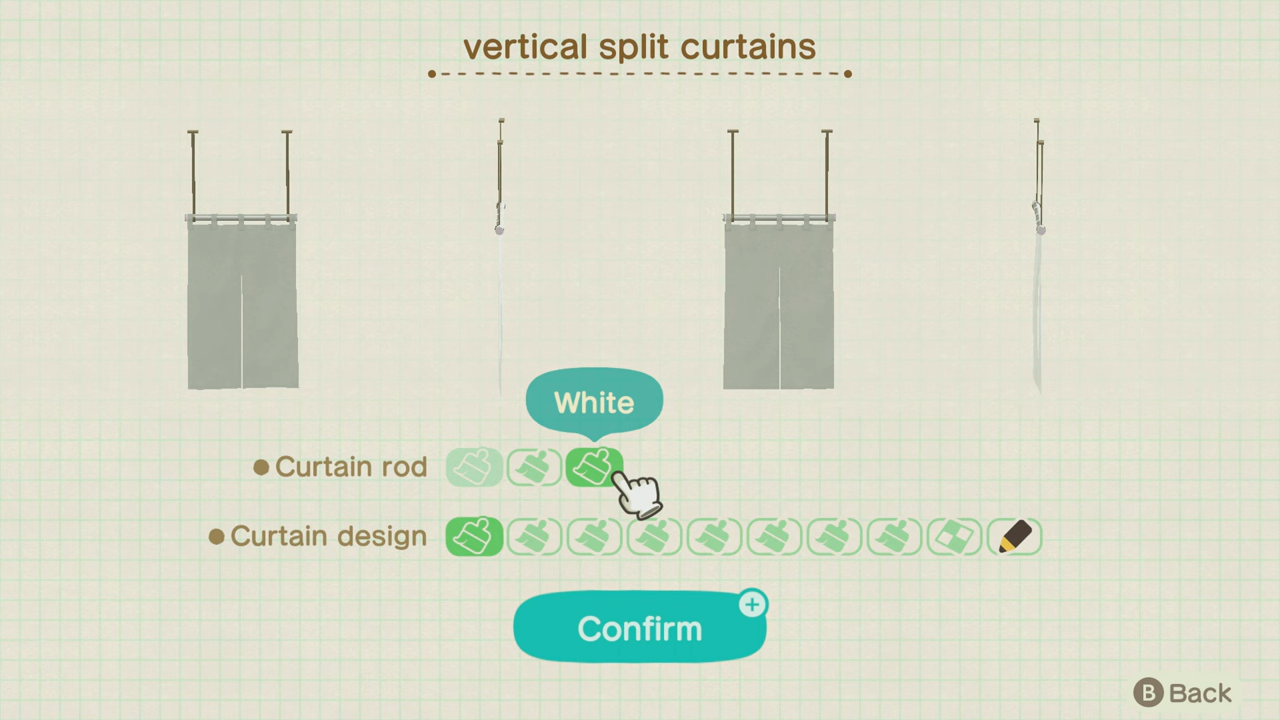 vertical split curtains
White
Curtain rod
Curtain design
Confirm
B Back